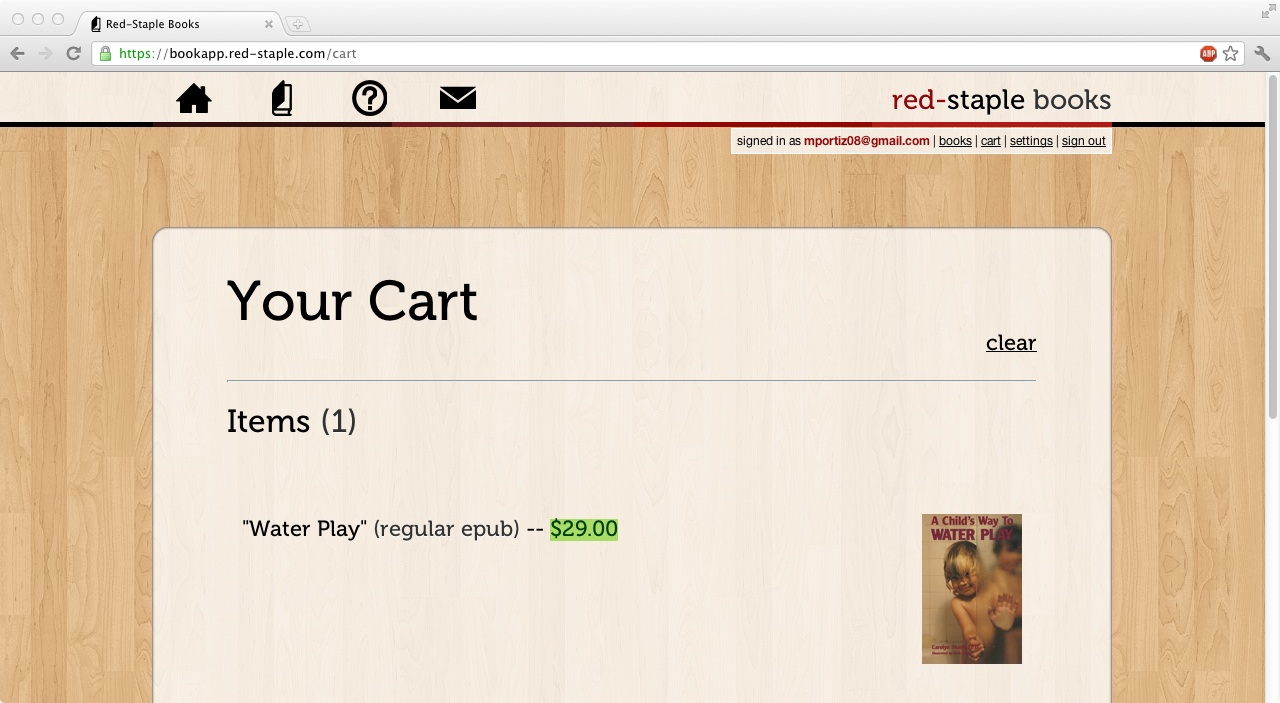 Red-Staple Books
https://bookapp.red-staple.com/cart
ABP
red-staple books
signed in as mportiz08@gmail.com | books | cart | settings | sign out
Your Cart
clear
Items (1)
"Water Play" (regular epub) -- $29.00
A Child's Way To
WATER PLAY